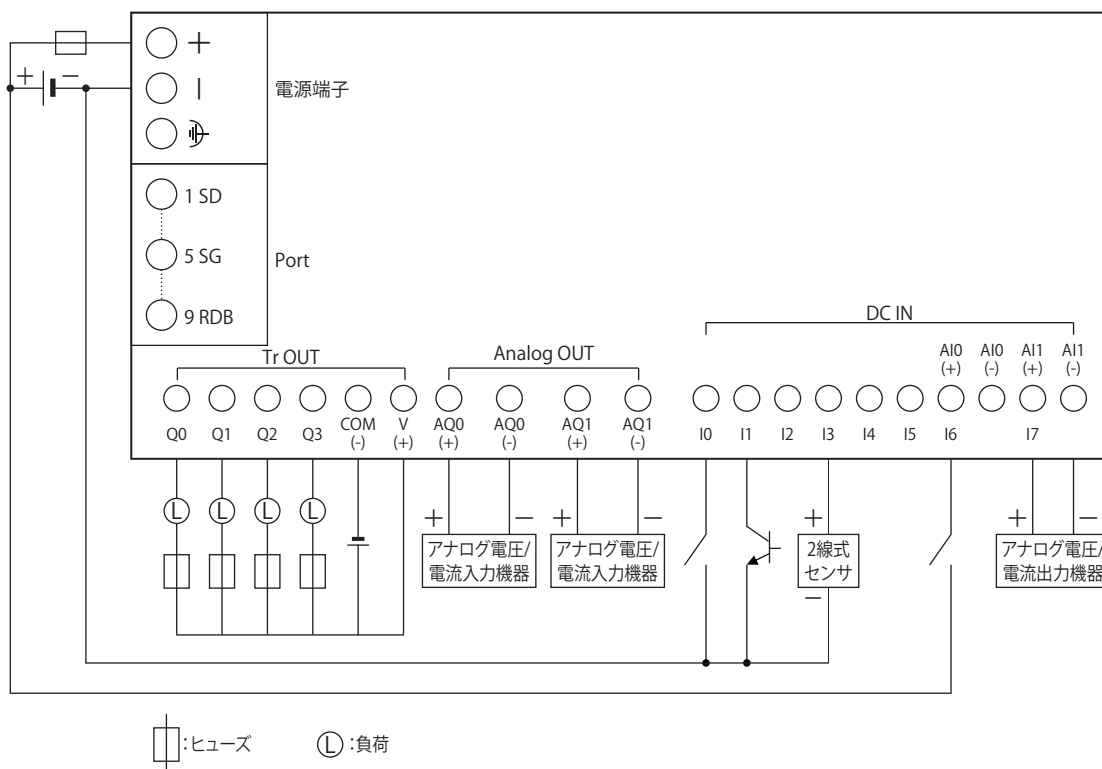 +
+ −
−
電源端子
1 SD
5 SG
Port
9 RDB
DC IN
Tr OUT
Analog OUT
AI0
(+)
AI0
(-)
AI1
(+)
AI1
(-)
Q0
Q1
Q2
Q3
COM
(-)
V
(+)
AQ0
(+)
AQ0
(-)
AQ1
(+)
AQ1
(-)
I0
I1
I2
I3
I4
I5
I6
I7
L
L
L
L
+ −
アナログ電圧/
電流入力機器
+ −
アナログ電圧/
電流入力機器
+
2線式
センサ
−
+ −
アナログ電圧/
電流出力機器
:ヒューズ
L :負荷